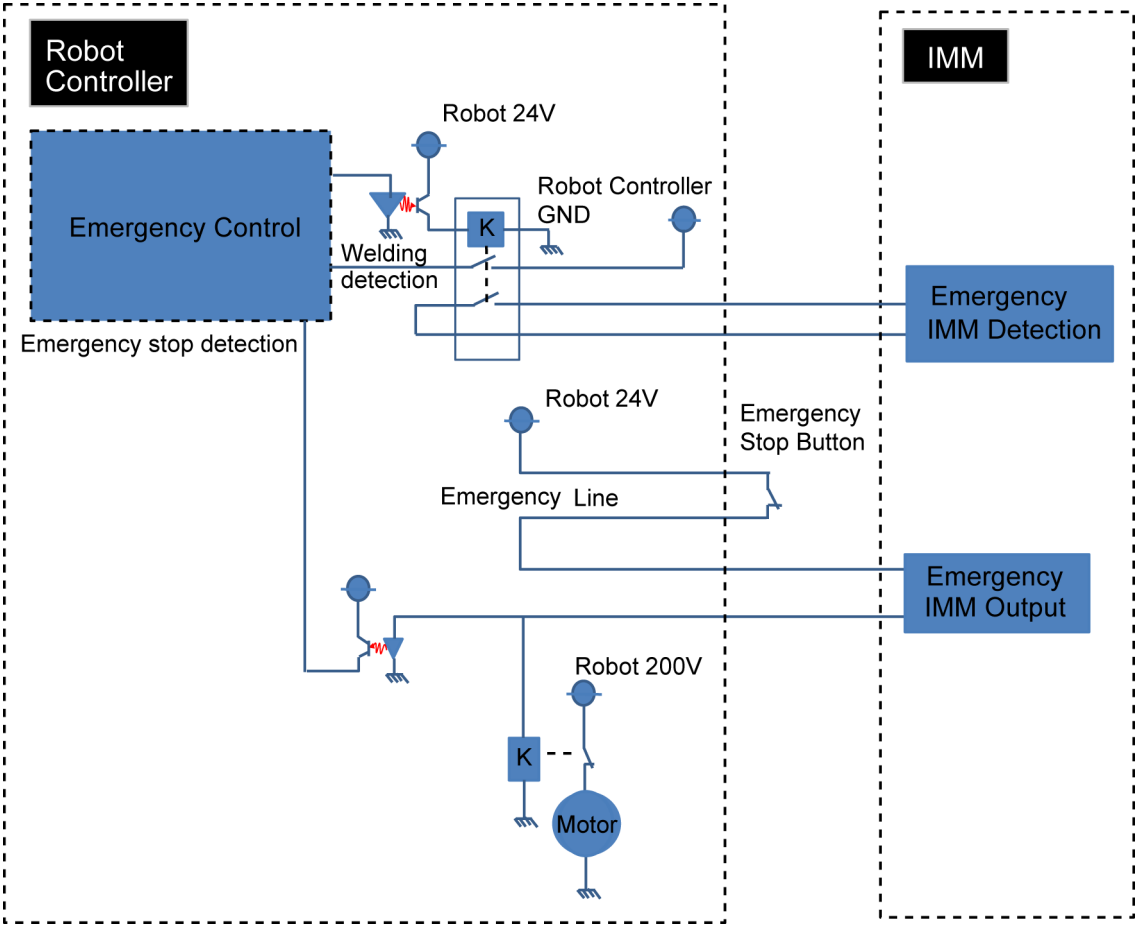 Robot
Controller
IMM
Robot 24V
Emergency Control
Robot Controller
GND
K
Welding
detection
Emergency
IMM Detection
Emergency stop detection
Robot 24V
Emergency
Stop Button
Emergency Line
Emergency
IMM Output
Robot 200V
K
Motor